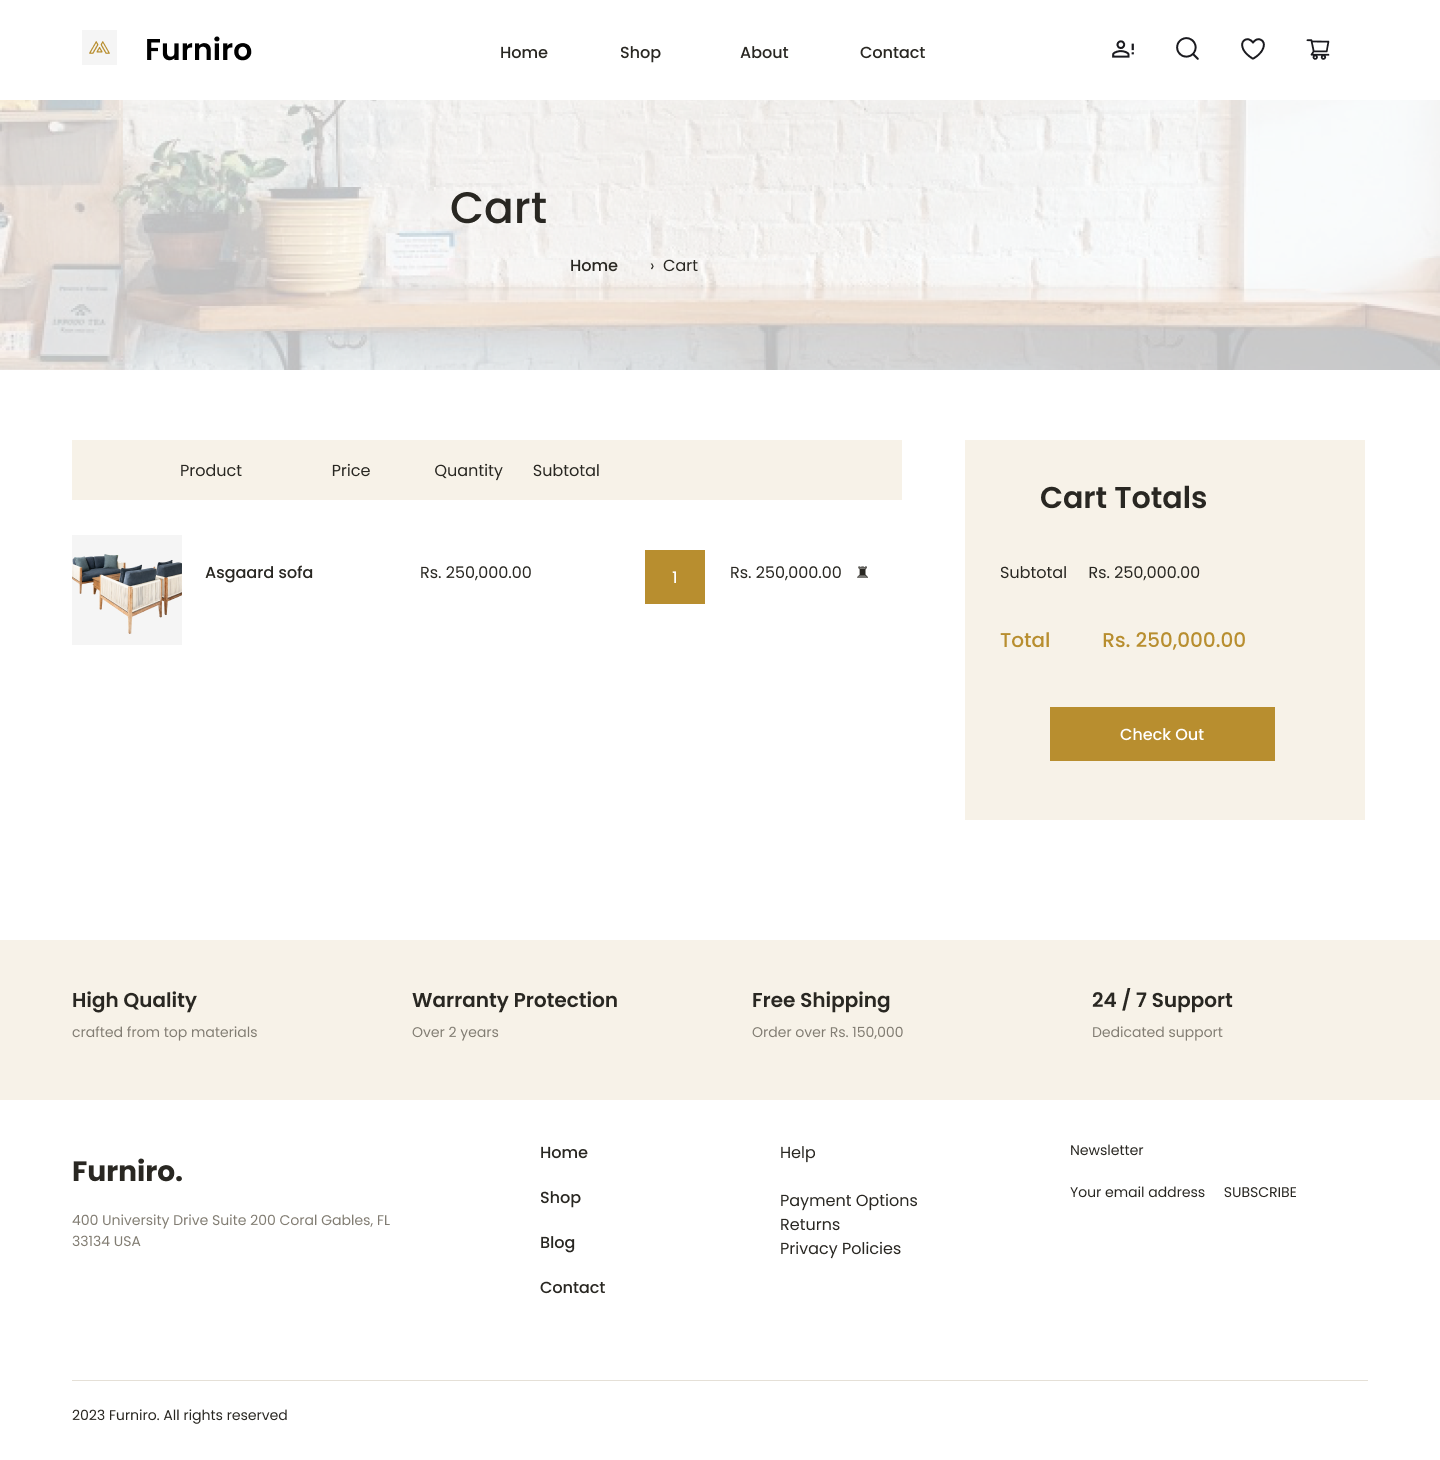 Furniro
Home Shop About Contact
Cart
Home › Cart
Product Price Quantity Subtotal
Asgaard sofa Rs. 250,000.00 1 Rs. 250,000.00
Cart Totals
Subtotal Rs. 250,000.00
Total Rs. 250,000.00
Check Out
High Quality
crafted from top materials
Warranty Protection
Over 2 years
Free Shipping
Order over Rs. 150,000
24 / 7 Support
Dedicated support
Furniro.
400 University Drive Suite 200 Coral Gables, FL
33134 USA
Home
Shop
Blog
Contact
Help
Payment Options
Returns
Privacy Policies
Newsletter
Your email address SUBSCRIBE
2023 Furniro. All rights reserved